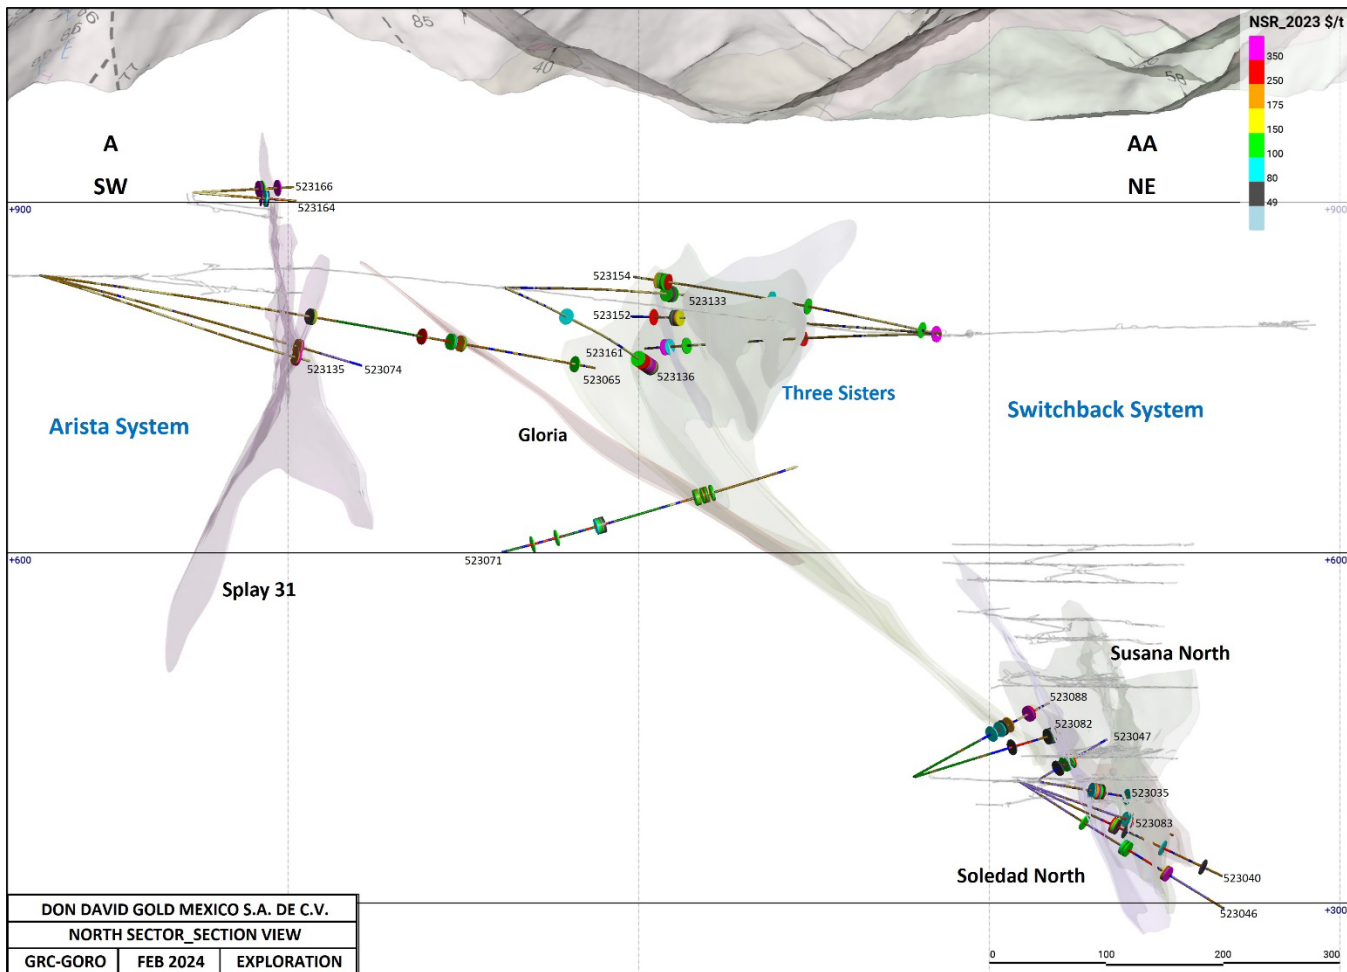 NSR_2023 $/t
350
250
175
150
100
80
49
85
40
58
A
AA
SW
NE
+900
+900
523166
523164
523154
523133
523152
523161
523136
523135
523074
523065
Three Sisters
Arista System
Switchback System
Gloria
+600
+600
523071
Splay 31
Susana North
523088
523082
523047
523035
523083
Soledad North
523040
523046
+300
DON DAVID GOLD MEXICO S.A. DE C.V.
NORTH SECTOR_SECTION VIEW
GRC-GORO FEB 2024 EXPLORATION
0 100 200 300